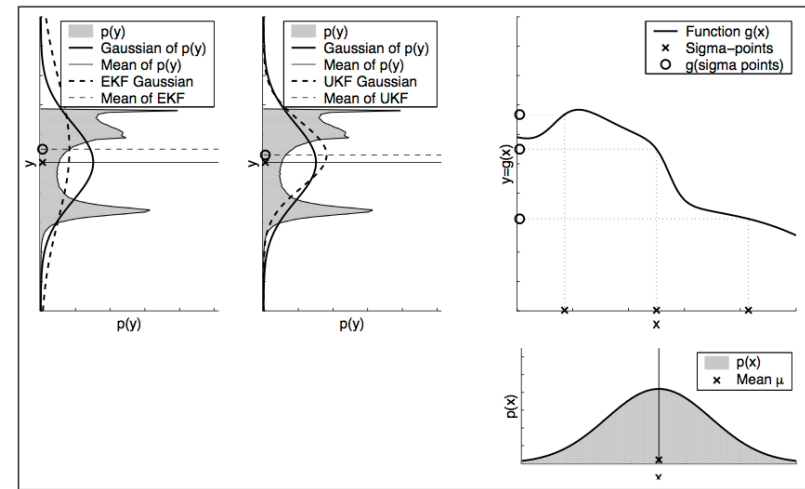 p(y)
Gaussian of p(y)
Mean of p(y)
EKF Gaussian
Mean of EKF
y
p(y)
p(y)
Gaussian of p(y)
Mean of p(y)
UKF Gaussian
Mean of UKF
y
p(y)
Function g(x)
Sigma-points
g(sigma points)
y=g(x)
x
p(x)
Mean μ
p(x)
x